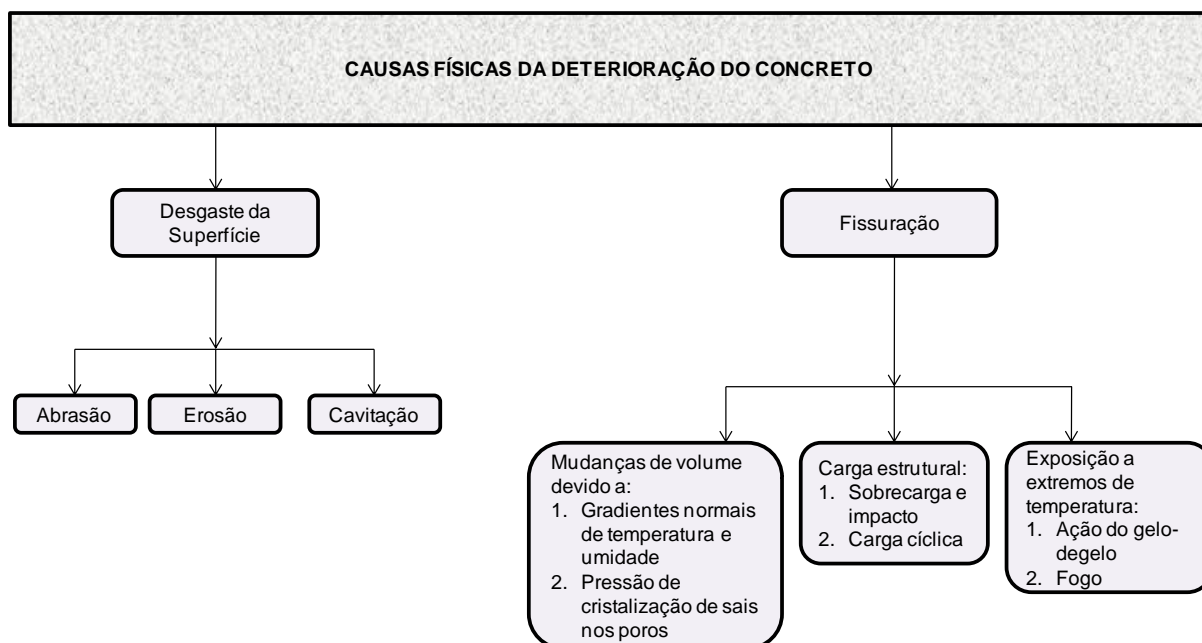 CAUSAS FÍSICAS DA DETERIORAÇÃO DO CONCRETO
Desgaste da
Superfície
Fissuração
Abrasão
Erosão
Cavitação
Mudanças de volume
devido a:
1. Gradientes normais
de temperatura e
umidade
2. Pressão de
cristalização de sais
nos poros
Carga estrutural:
1. Sobrecarga e
impacto
2. Carga cíclica
Exposição a
extremos de
temperatura:
1. Ação do gelo-
degelo
2. Fogo